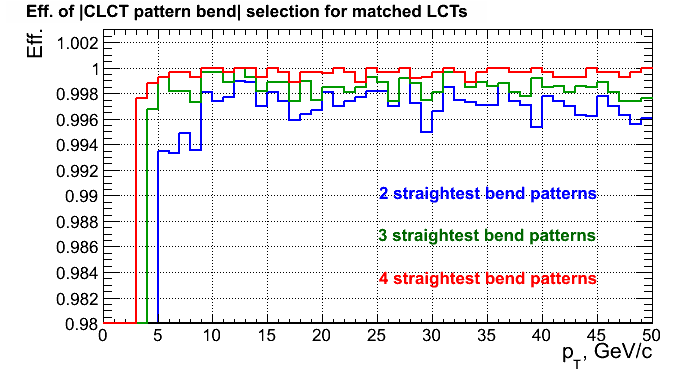 Eff. of |CLCT pattern bend| selection for matched LCTs
Eff.
1.002
1
0.998
0.996
0.994
0.992
0.99
0.988
0.986
0.984
0.982
0.98
2 straightest bend patterns
3 straightest bend patterns
4 straightest bend patterns
0 5 10 15 20 25 30 35 40 45 50
pT, GeV/c